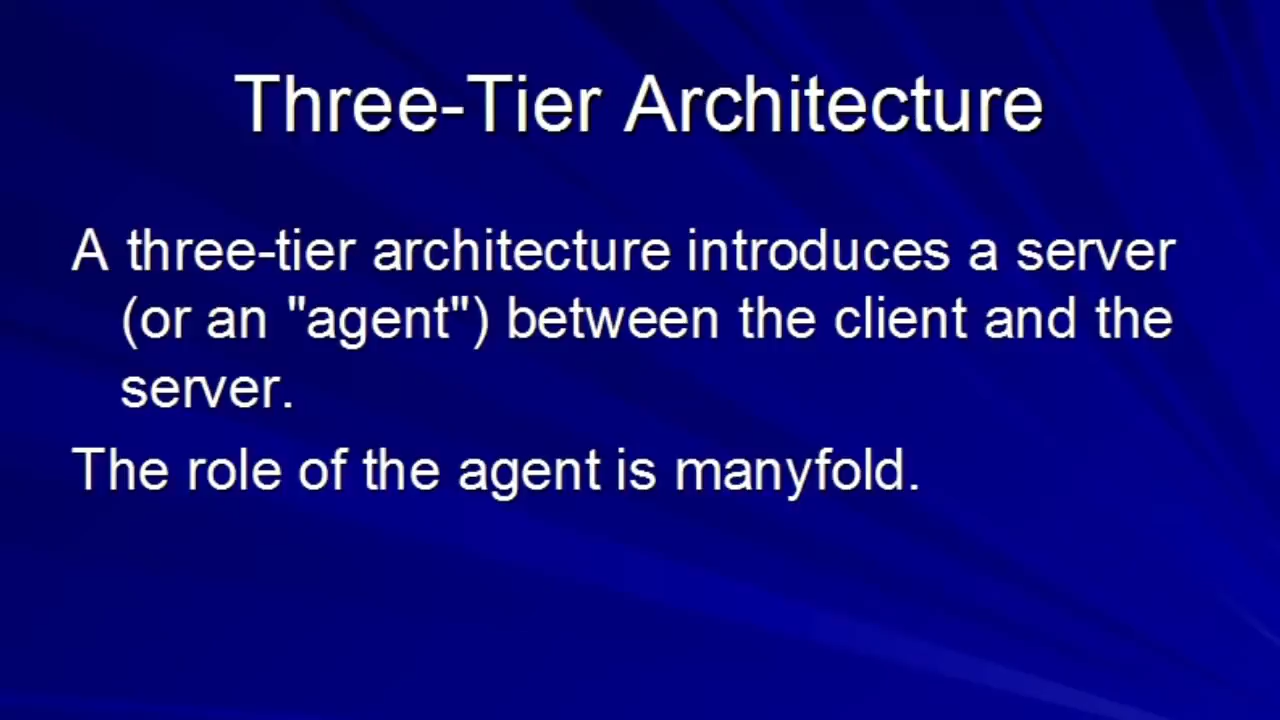 Three-Tier Architecture
A three-tier architecture introduces a server
(or an "agent") between the client and the
server.
The role of the agent is manyfold.